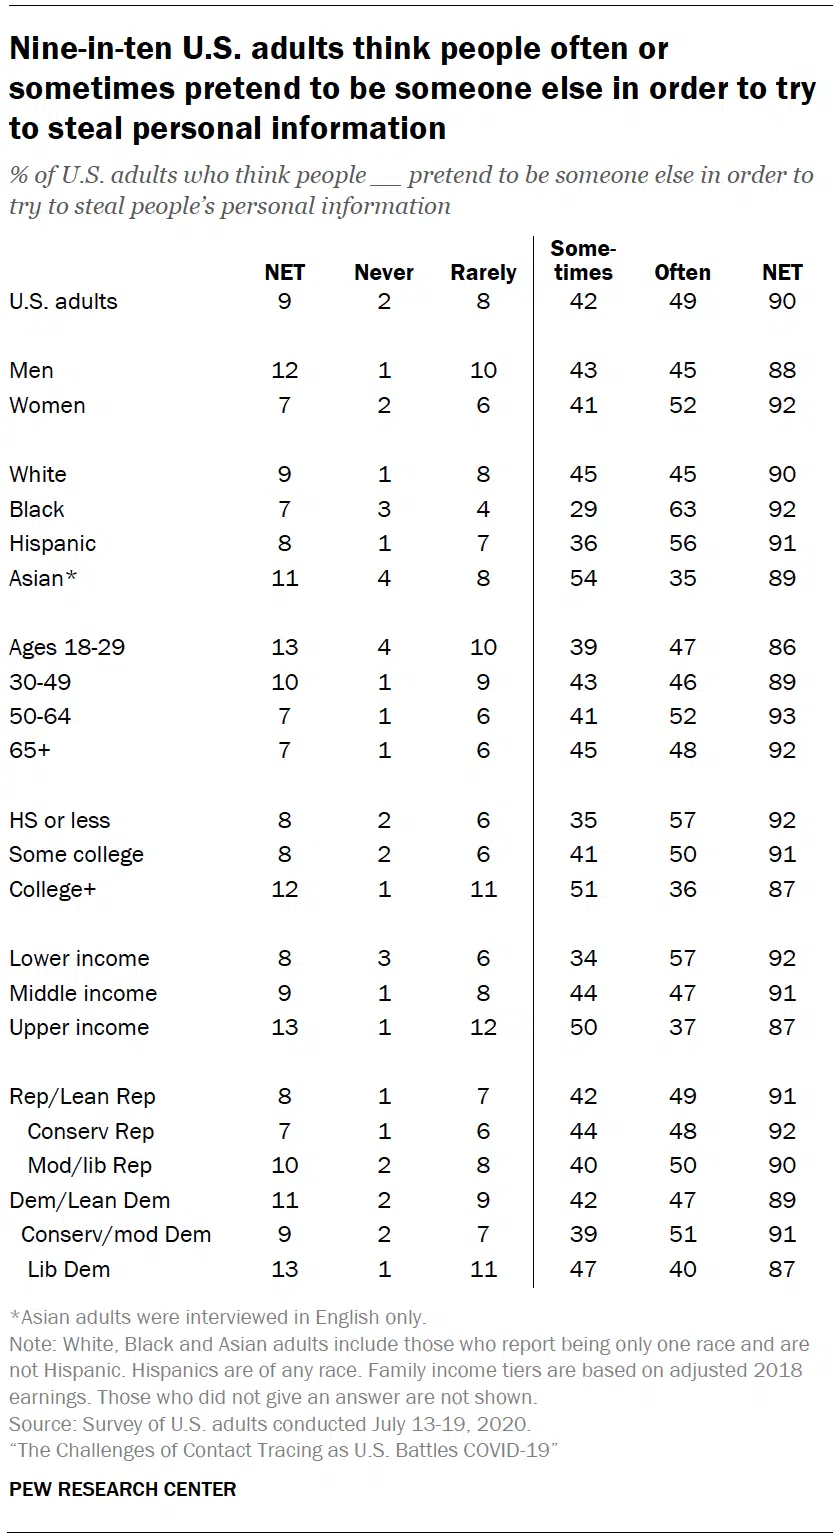 Nine-in-ten U.S. adults think people often or
sometimes pretend to be someone else in order to try
to steal personal information
% of U.S. adults who think people __ pretend to be someone else in order to
try to steal people's personal information
NET Never Rarely Some-
times Often NET
U.S. adults 9 2 8 42 49 90
Men 12 1 10 43 45 88
Women 7 2 6 41 52 92
White 9 1 8 45 45 90
Black 7 3 4 29 63 92
Hispanic 8 1 7 36 56 91
Asian* 11 4 8 54 35 89
Ages 18-29 13 4 10 39 47 86
30-49 10 1 9 43 46 89
50-64 7 1 6 41 52 93
65+ 7 1 6 45 48 92
HS or less 8 2 6 35 57 92
Some college 8 2 6 41 50 91
College+ 12 1 11 51 36 87
Lower income 8 3 6 34 57 92
Middle income 9 1 8 44 47 91
Upper income 13 1 12 50 37 87
Rep/Lean Rep 8 1 7 42 49 91
Conserv Rep 7 1 6 44 48 92
Mod/lib Rep 10 2 8 40 50 90
Dem/Lean Dem 11 2 9 42 47 89
Conserv/mod Dem 9 2 7 39 51 91
Lib Dem 13 1 11 47 40 87
*Asian adults were interviewed in English only.
Note: White, Black and Asian adults include those who report being only one race and are
not Hispanic. Hispanics are of any race. Family income tiers are based on adjusted 2018
earnings. Those who did not give an answer are not shown.
Source: Survey of U.S. adults conducted July 13-19, 2020.
“The Challenges of Contact Tracing as U.S. Battles COVID-19”
PEW RESEARCH CENTER